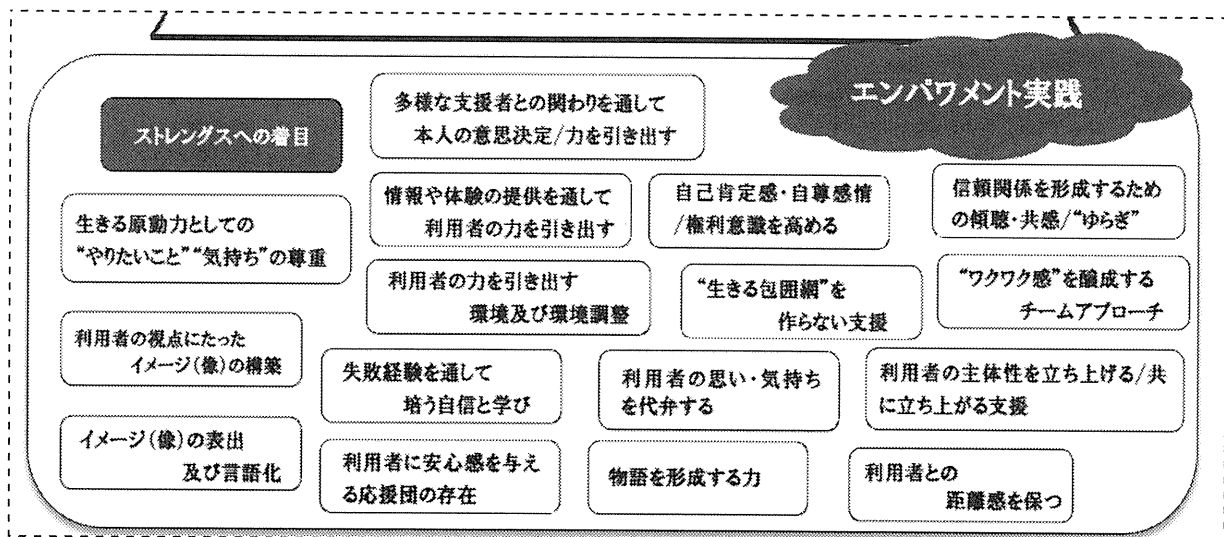 エンパワメント実践
ストレングスへの着目
多様な支援者との関わりを通して
本人の意思決定/力を引き出す
生きる原動力としての
“やりたいこと”“気持ち”の尊重
情報や体験の提供を通して
利用者の力を引き出す
自己肯定感・自尊感情
/権利意識を高める
信頼関係を形成するため
の傾聴・共感/“ゆらぎ”
利用者の力を引き出す
環境及び環境調整
“生きる包囲網”を
作らない支援
“ワクワク感”を醸成する
チームアプローチ
利用者の視点にたった
イメージ(像)の構築
失敗経験を通して
培う自信と学び
利用者の思い・気持ち
を代弁する
利用者の主体性を立ち上げる/共
に立ち上がる支援
イメージ(像)の表出
及び言語化
利用者に安心感を与え
る応援団の存在
物語を形成する力
利用者との
距離感を保つ